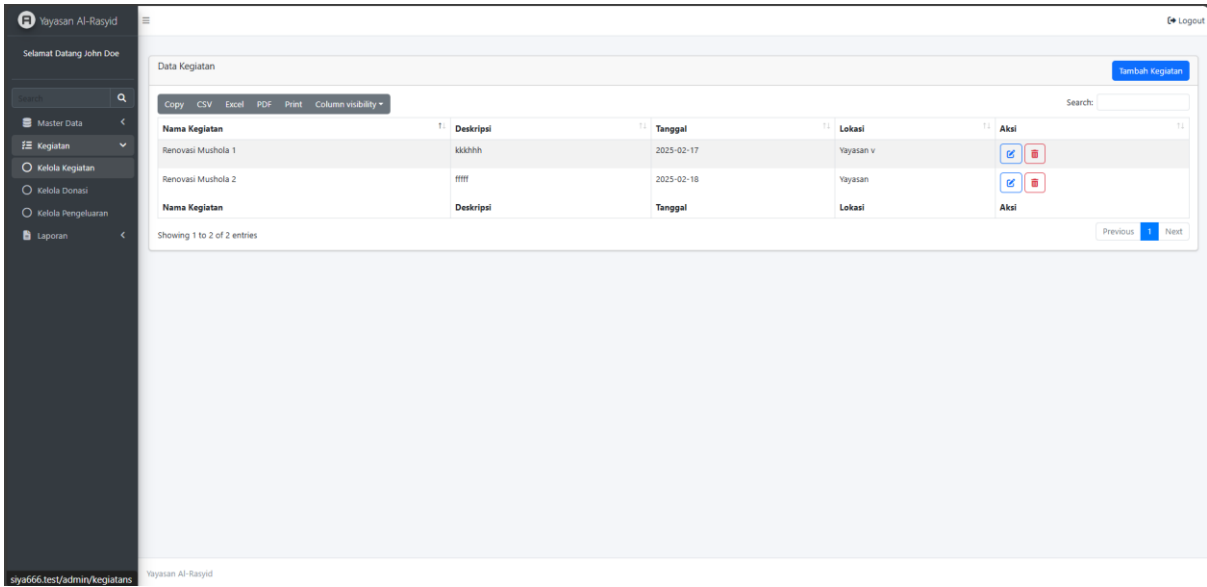 Yayasan Al-Rasyid
Logout
Selamat Datang John Doe
Search
Master Data
Kegiatan
Kelola Kegiatan
Kelola Donasi
Kelola Pengeluaran
Laporan
Data Kegiatan
Tambah Kegiatan
Copy CSV Excel PDF Print Column visibility
Search:
Nama Kegiatan Deskripsi Tanggal Lokasi Aksi
Renovasi Mushola 1 kkkhhh 2025-02-17 Yayasan v
Renovasi Mushola 2 fffff 2025-02-18 Yayasan
Nama Kegiatan Deskripsi Tanggal Lokasi Aksi
Showing 1 to 2 of 2 entries
Previous 1 Next
siya666.test/admin/kegiatans
Yayasan Al-Rasyid